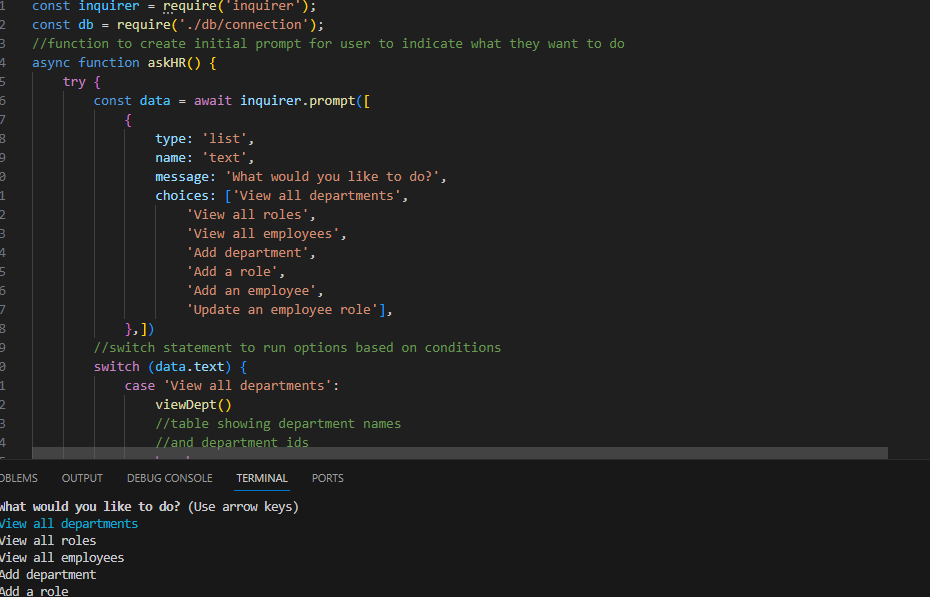 1 const inquirer = require('inquirer');
2 const db = require('./db/connection');
3 //function to create initial prompt for user to indicate what they want to do
4 async function askHR() {
5 try {
6 const data = await inquirer.prompt([
7 {
8 type: 'list',
9 name: 'text',
0 message: 'What would you like to do?',
1 choices: ['View all departments',
2 'View all roles',
3 'View all employees',
4 'Add department',
5 'Add a role',
6 'Add an employee',
7 'Update an employee role'],
8 },])
9 //switch statement to run options based on conditions
0 switch (data.text) {
1 case 'View all departments':
2 viewDept()
3 //table showing department names
4 //and department ids
OBLEMS OUTPUT DEBUG CONSOLE TERMINAL PORTS
What would you like to do? (Use arrow keys)
View all departments
View all roles
View all employees
Add department
Add a role